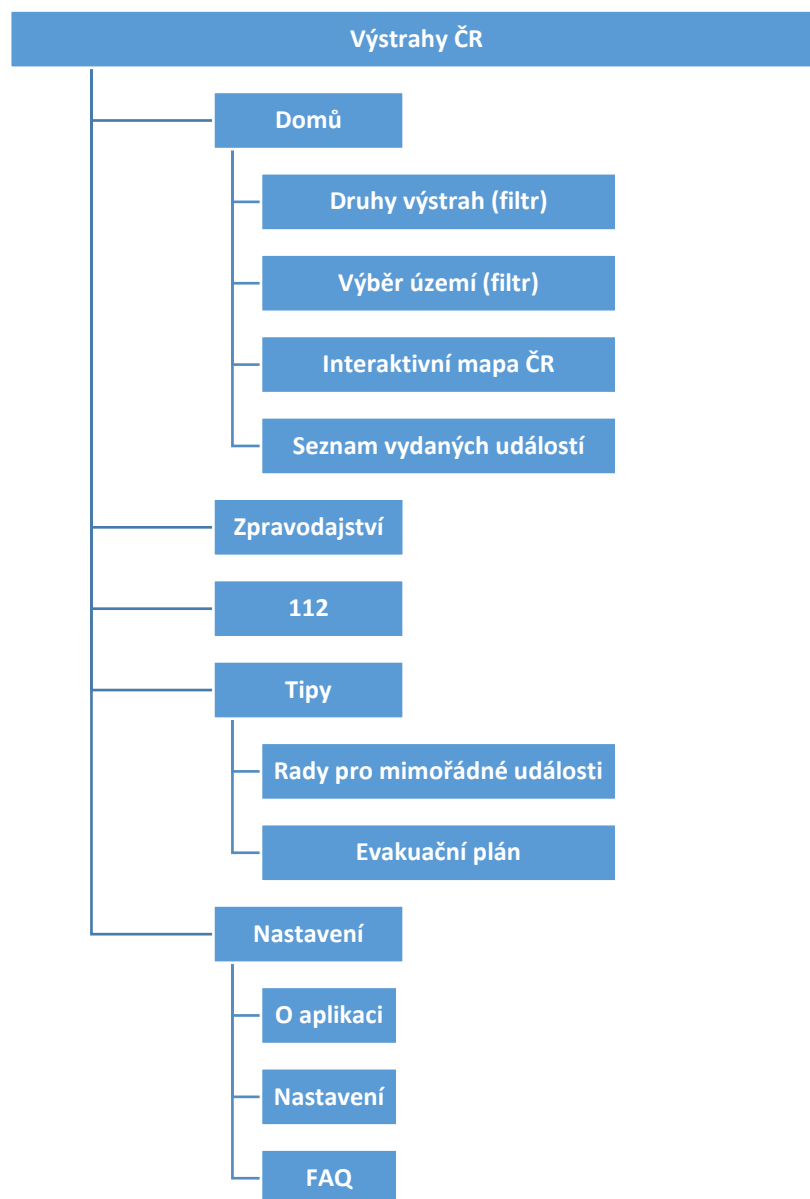 Výstrahy ČR
Domů
Druhy výstrah (filtr)
Výběr území (filtr)
Interaktivní mapa ČR
Seznam vydaných událostí
Zpravodajství
112
Tipy
Rady pro mimořádné události
Evakuační plán
Nastavení
O aplikaci
Nastavení
FAQ